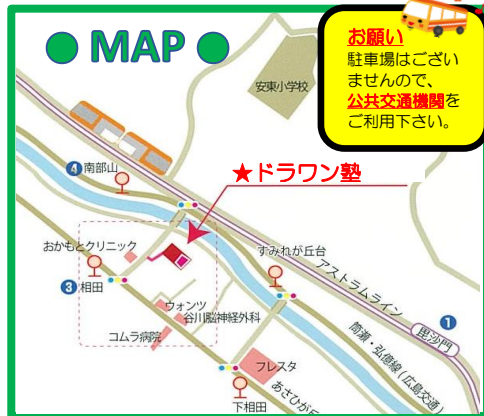 ● MAP ●
お願い
駐車場はござい
ませんので、
公共交通機関を
ご利用下さい。
安東小学校
4 南部山
★ドラワン塾
おかもとクリニック
すみれが丘台
アストラムライン
3 相田
ウォンツ
谷川脳神経外科
1
毘沙門
コムラ病院
筒瀬・弘億線(広島交通)
フレスタ
あさひが
下相田